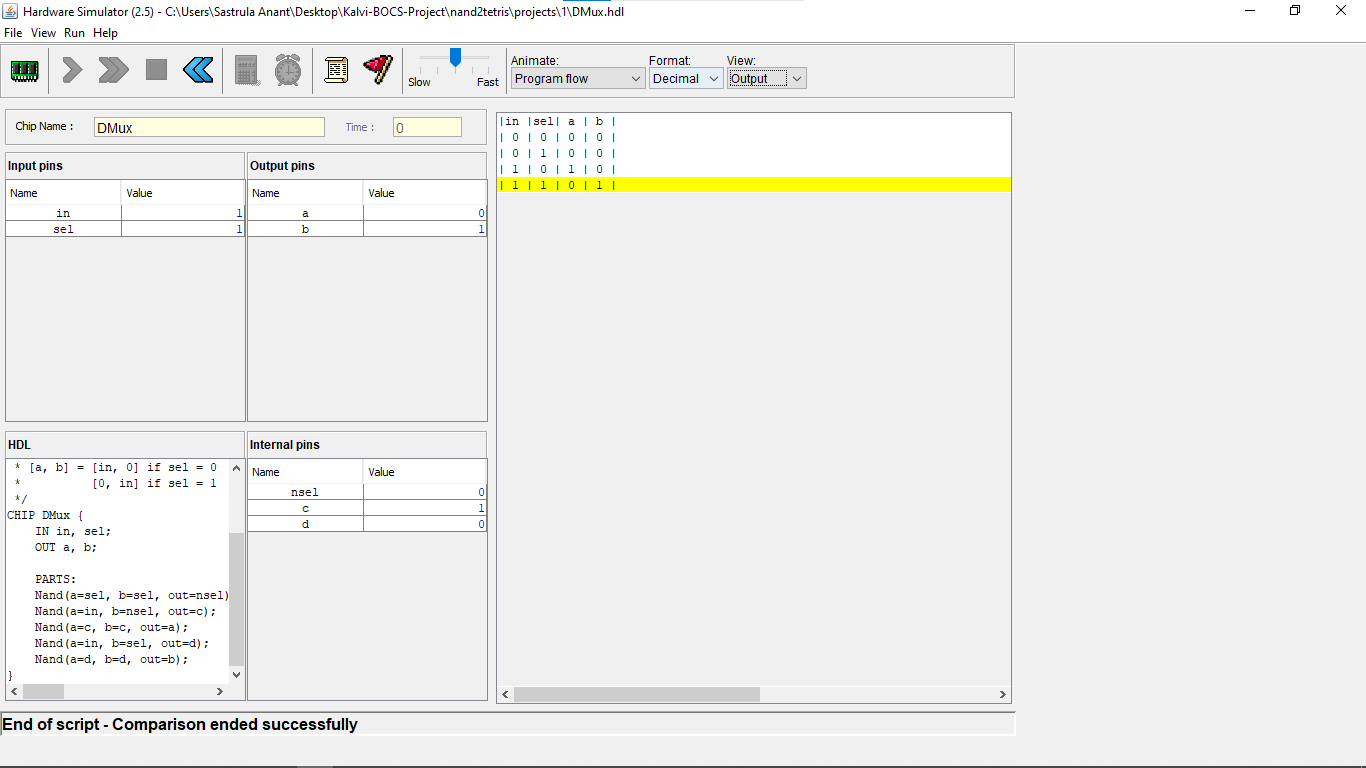 Hardware Simulator (2.5) - C:\Users\Sastrula Anant\Desktop\Kalvi-BOCS-Project\nand2tetris\projects\1\DMux.hdl
File View Run Help
Animate: Format: View:
Slow Fast Program flow Decimal Output
Chip Name : DMux Time : 0
Input pins
Name Value
in 1
sel 1
Output pins
Name Value
a 0
b 1
|in |sel| a | b |
| 0 | 0 | 0 | 0 |
| 0 | 1 | 0 | 0 |
| 1 | 0 | 1 | 0 |
| 1 | 1 | 0 | 1 |
HDL
* [a, b] = [in, 0] if sel = 0
* [0, in] if sel = 1
*/
CHIP DMux {
IN in, sel;
OUT a, b;
PARTS:
Nand(a=sel, b=sel, out=nsel)
Nand(a=in, b=nsel, out=c);
Nand(a=c, b=c, out=a);
Nand(a=in, b=sel, out=d);
Nand(a=d, b=d, out=b);
}
Internal pins
Name Value
nsel 0
c 1
d 0
End of script - Comparison ended successfully